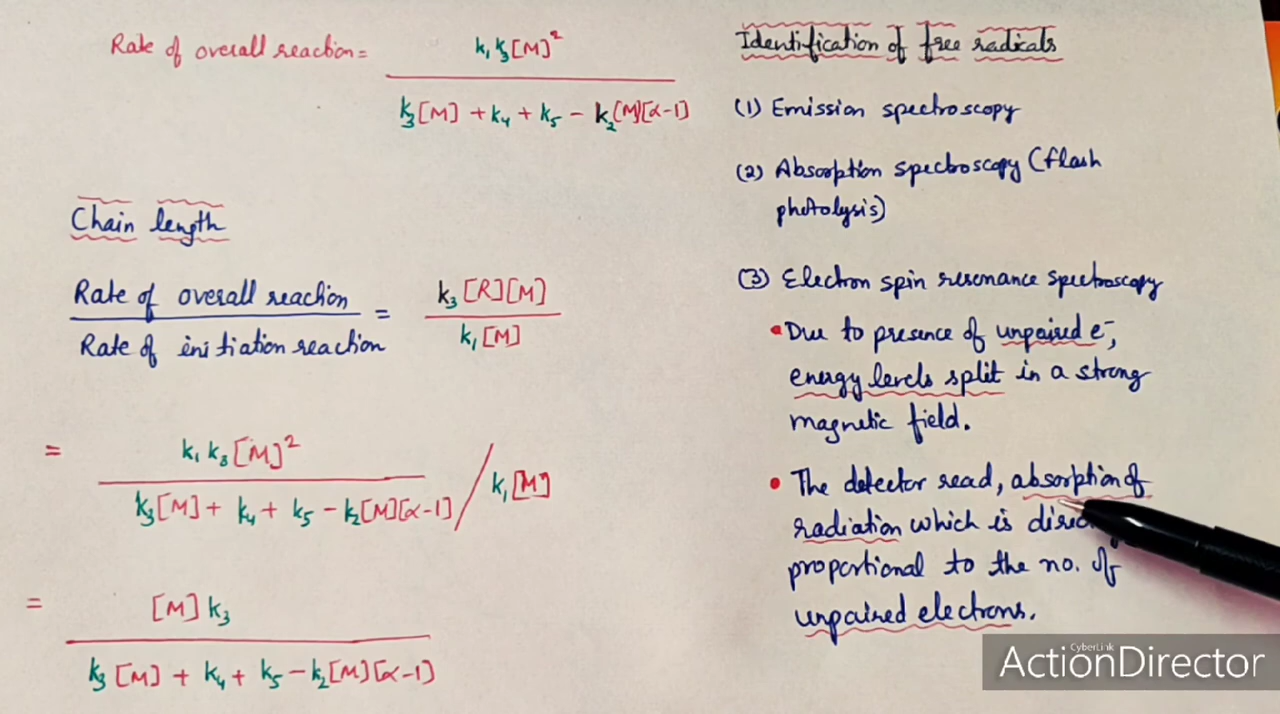 Rate of overall reaction = k₁k₃[M]²
k₃[M] + k₄ + k₅ − k₂[M][α−1]
Chain length
Rate of overall reaction = k₃[R][M]
Rate of initiation reaction k₁[M]
= k₁k₃[M]²
k₃[M] + k₄ + k₅ − k₂[M][α−1] / k₁[M]
= [M]k₃
k₃[M] + k₄ + k₅ − k₂[M][α−1]
Identification of free radicals
(1) Emission spectroscopy
(2) Absorption spectroscopy (flash
photolysis)
(3) Electron spin resonance spectroscopy
• Due to presence of unpaired e⁻,
energy levels split in a strong
magnetic field.
• The detector read, absorption of
radiation which is
proportional to the no. of
unpaired electrons.
CyberLink
ActionDirector